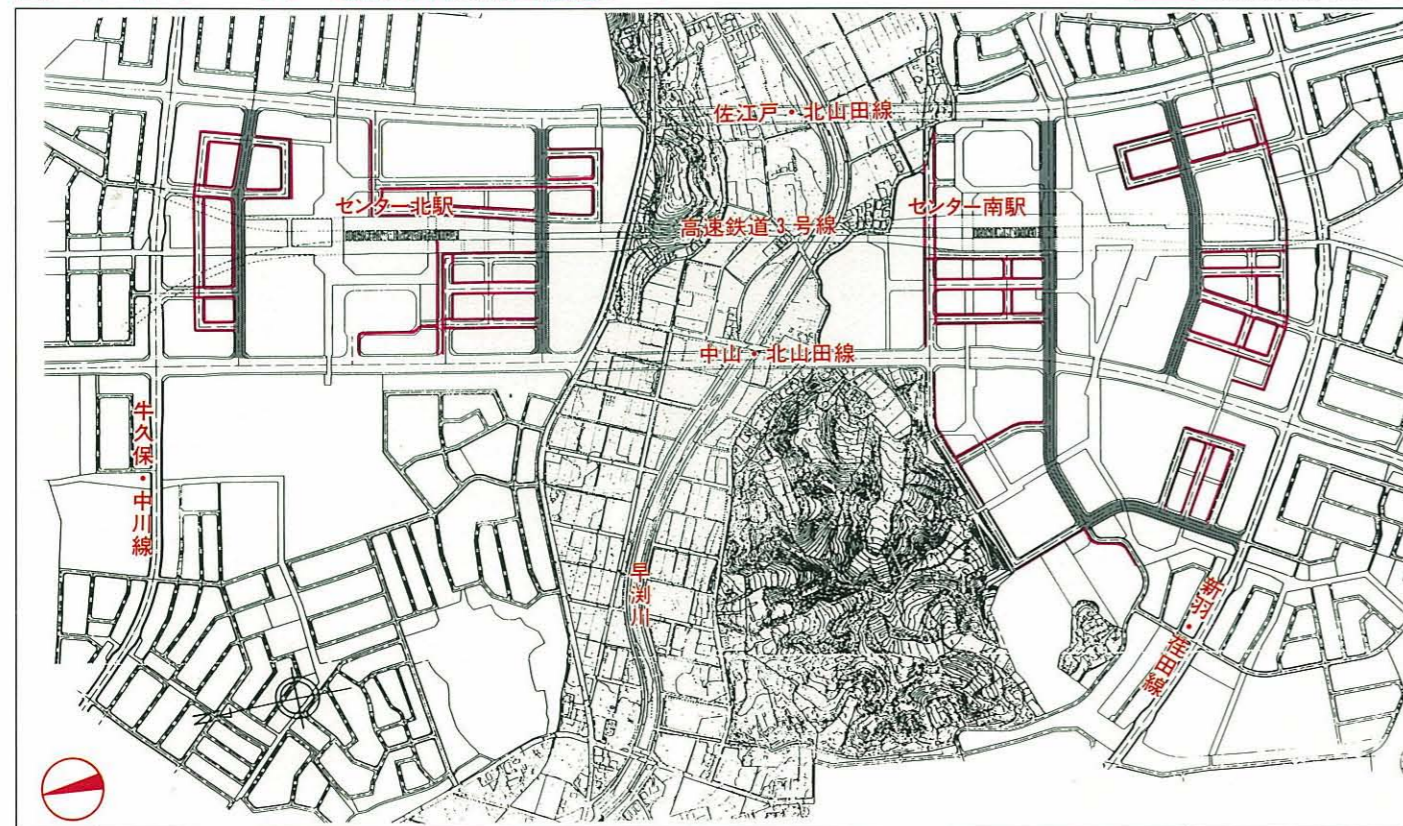 佐江戸・北山田線
センター北駅
センター南駅
高速鉄道3号線
中山・北山田線
牛久保・中川線
早渕川
新羽・荏田線
N